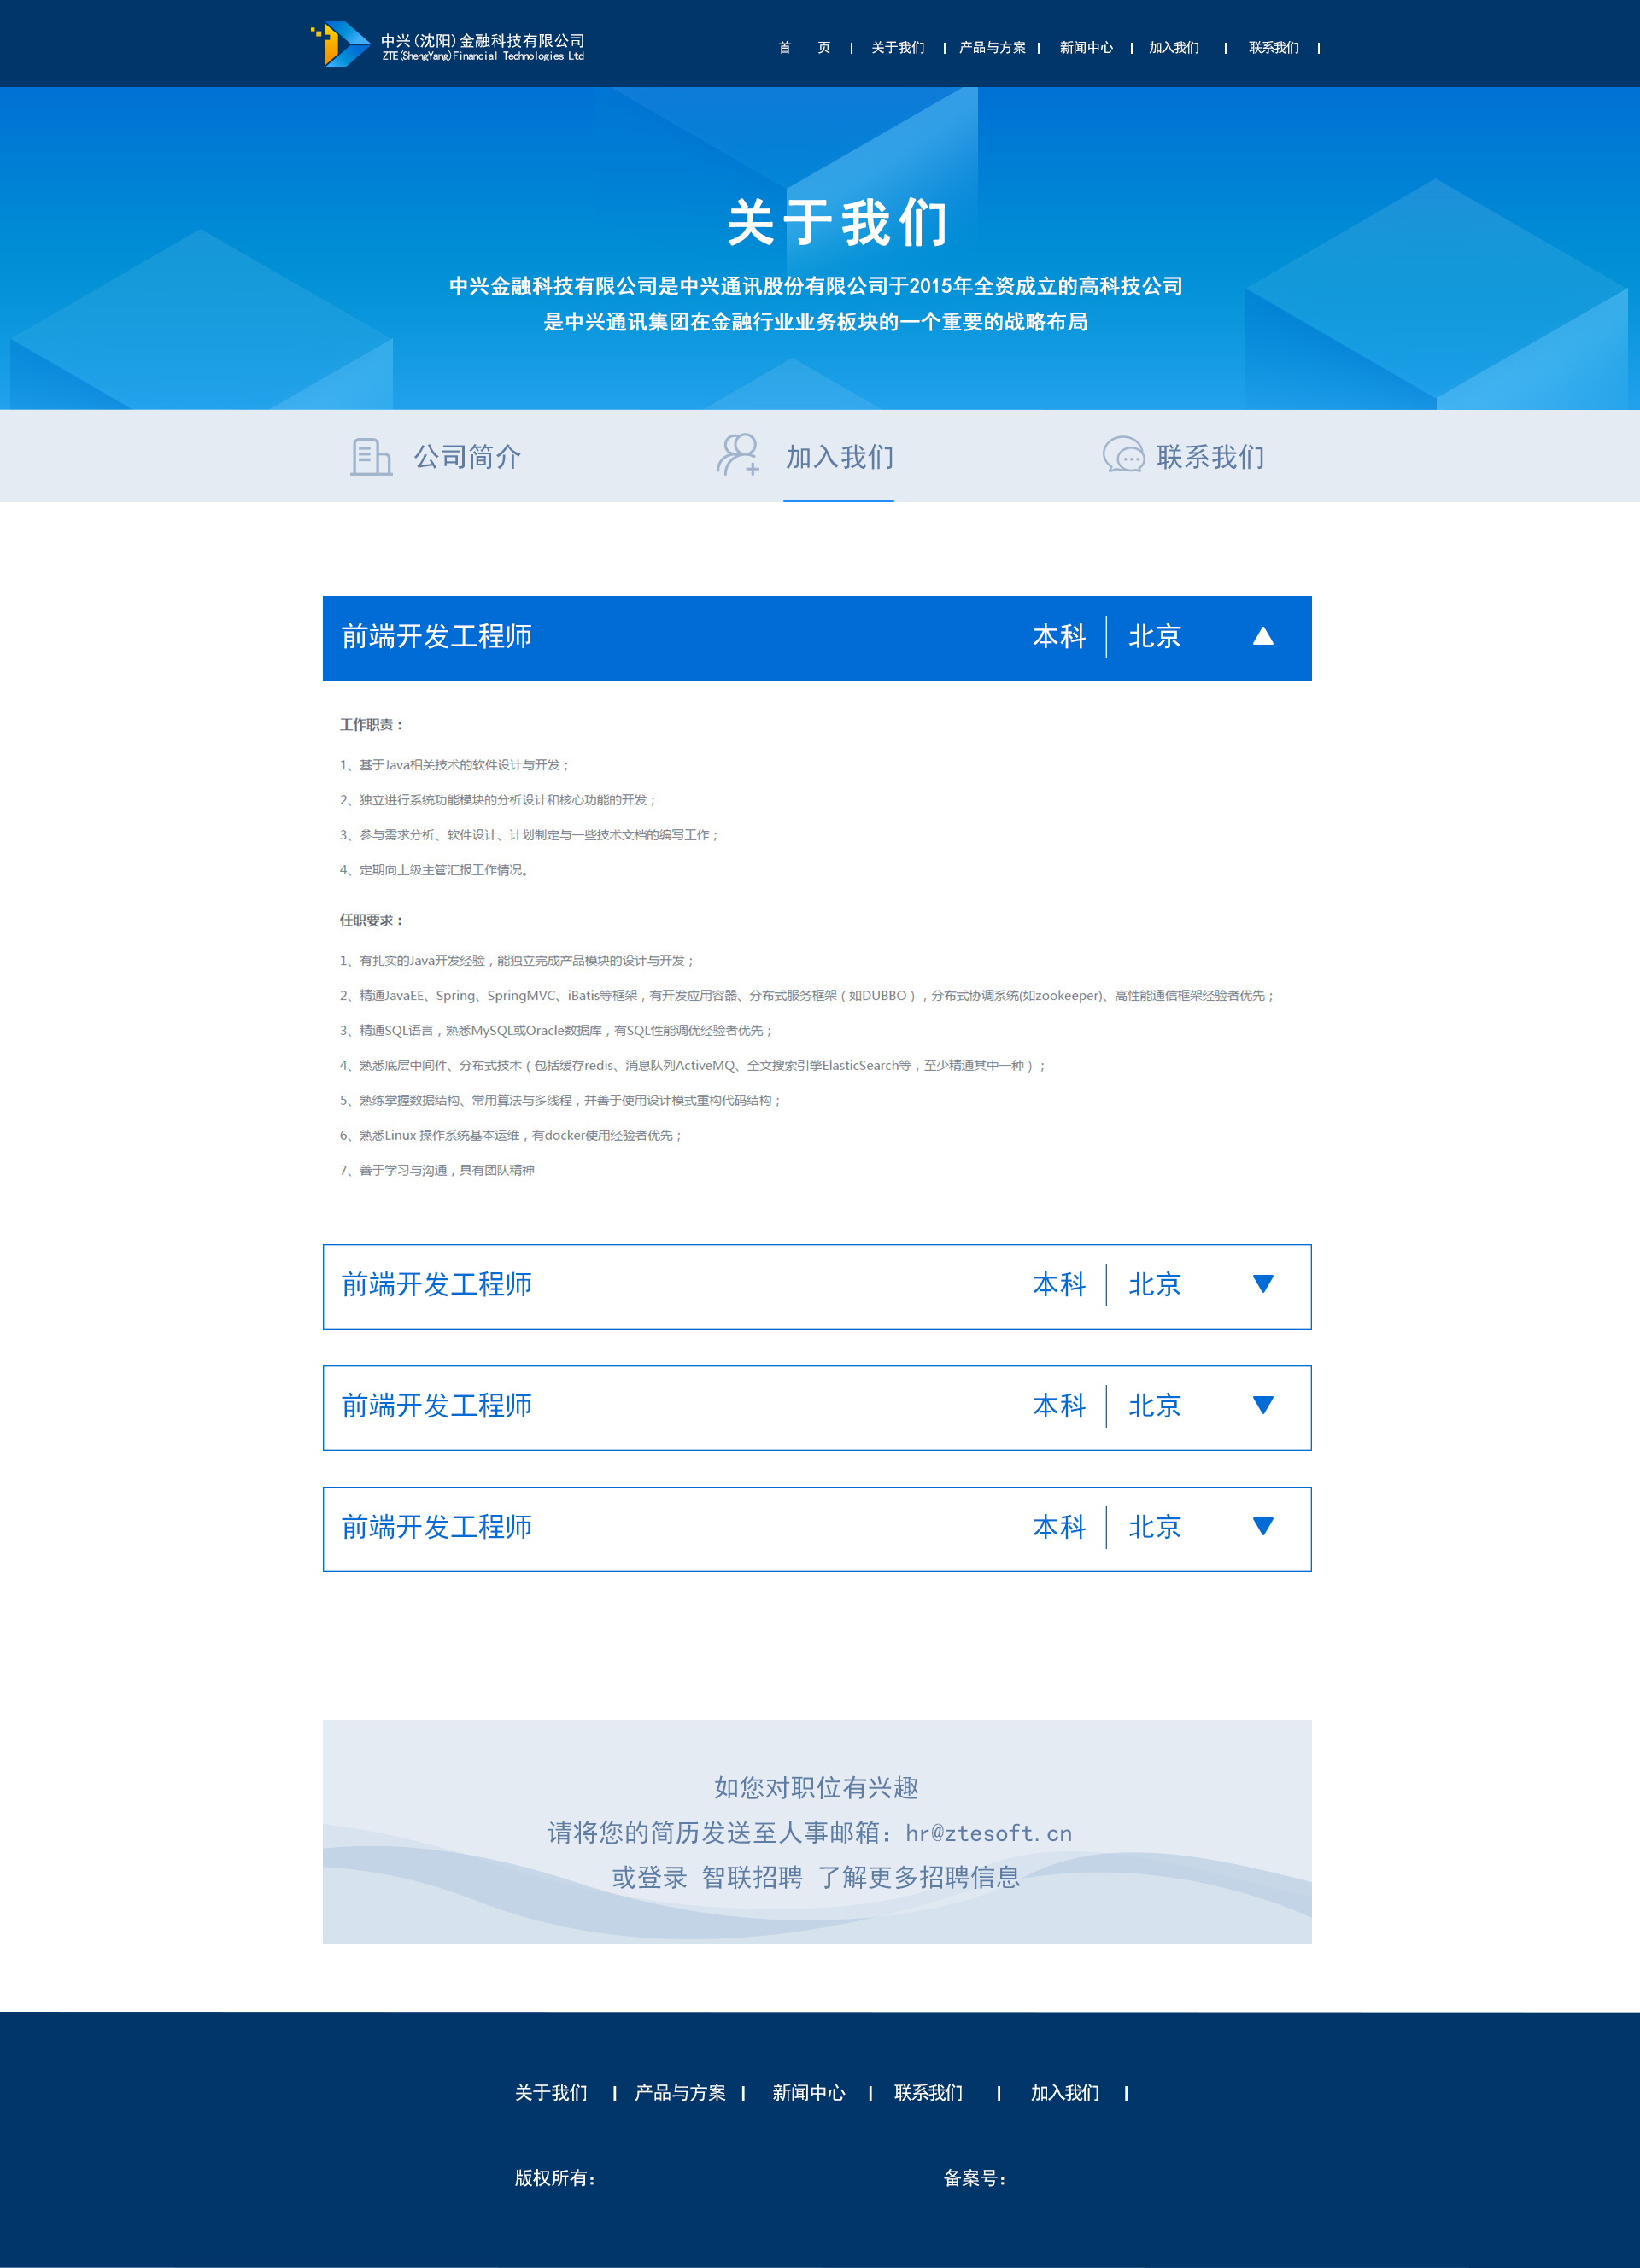 中兴(沈阳)金融科技有限公司
ZTE(ShengYang)Financial Technologies Ltd
首 页 | 关于我们 | 产品与方案 | 新闻中心 | 加入我们 | 联系我们 |
关于我们
中兴金融科技有限公司是中兴通讯股份有限公司于2015年全资成立的高科技公司
是中兴通讯集团在金融行业业务板块的一个重要的战略布局
公司简介 加入我们 联系我们
前端开发工程师 本科 北京
工作职责：
1、基于Java相关技术的软件设计与开发；
2、独立进行系统功能模块的分析设计和核心功能的开发；
3、参与需求分析、软件设计、计划制定与一些技术文档的编写工作；
4、定期向上级主管汇报工作情况。
任职要求：
1、有扎实的Java开发经验，能独立完成产品模块的设计与开发；
2、精通JavaEE、Spring、SpringMVC、iBatis等框架，有开发应用容器、分布式服务框架（如DUBBO），分布式协调系统(如zookeeper)、高性能通信框架经验者优先；
3、精通SQL语言，熟悉MySQL或Oracle数据库，有SQL性能调优经验者优先；
4、熟悉底层中间件、分布式技术（包括缓存redis、消息队列ActiveMQ、全文搜索引擎ElasticSearch等，至少精通其中一种）；
5、熟练掌握数据结构、常用算法与多线程，并善于使用设计模式重构代码结构；
6、熟悉Linux 操作系统基本运维，有docker使用经验者优先；
7、善于学习与沟通，具有团队精神
前端开发工程师 本科 北京
前端开发工程师 本科 北京
前端开发工程师 本科 北京
如您对职位有兴趣
请将您的简历发送至人事邮箱：hr@ztesoft.cn
或登录 智联招聘 了解更多招聘信息
关于我们 | 产品与方案 | 新闻中心 | 联系我们 | 加入我们 |
版权所有： 备案号：